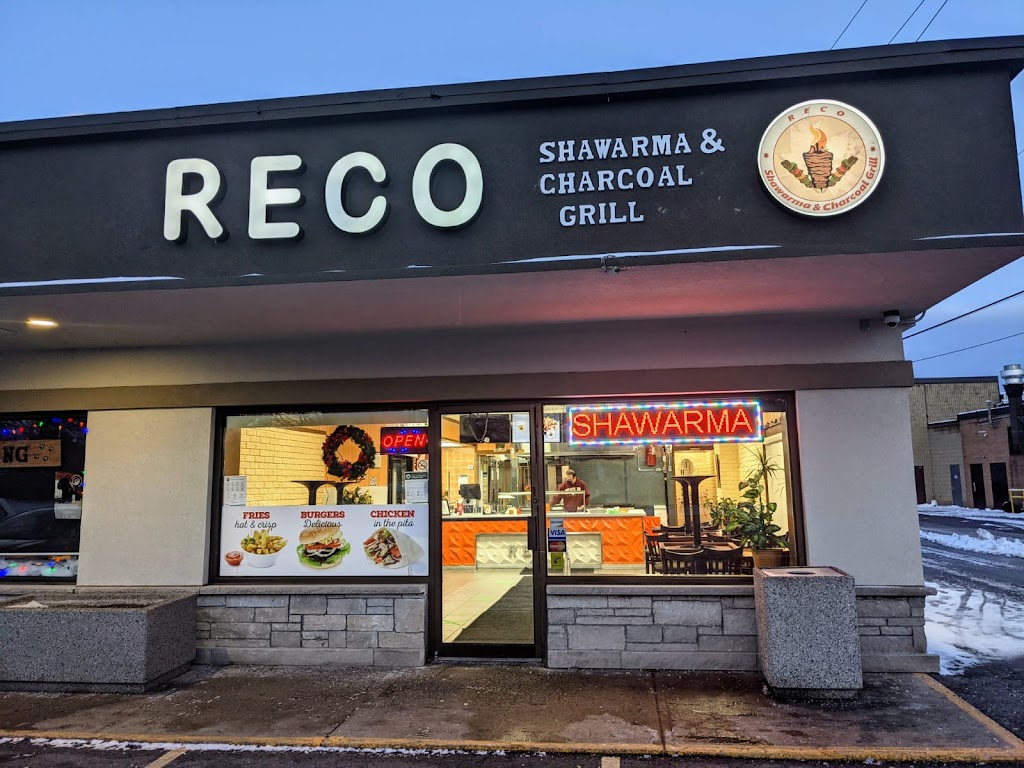 RECO
SHAWARMA &
CHARCOAL
GRILL
RECO
Shawarma & Charcoal Grill
NG
OPEN
SHAWARMA
FRIES
hot & crisp
BURGERS
Delicious
CHICKEN
in the pita
VISA